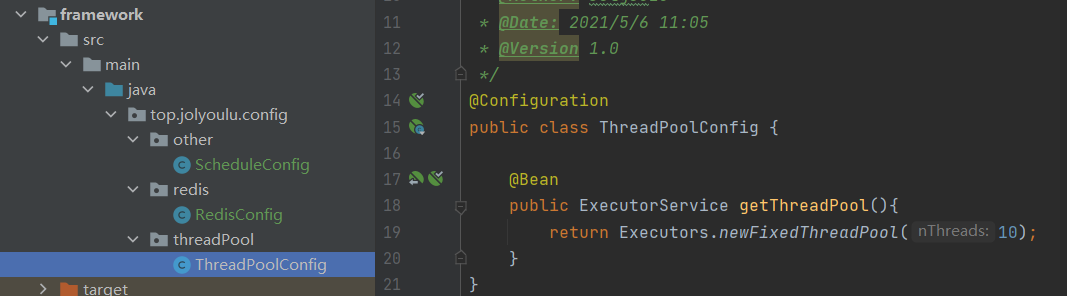 framework
src
main
java
top.jolyoulu.config
other
ScheduleConfig
redis
RedisConfig
threadPool
ThreadPoolConfig
target
11 * @Date: 2021/5/6 11:05
12 * @Version 1.0
13 */
14 @Configuration
15 public class ThreadPoolConfig {
16
17 @Bean
18 public ExecutorService getThreadPool(){
19 return Executors.newFixedThreadPool( nThreads: 10);
20 }
21 }